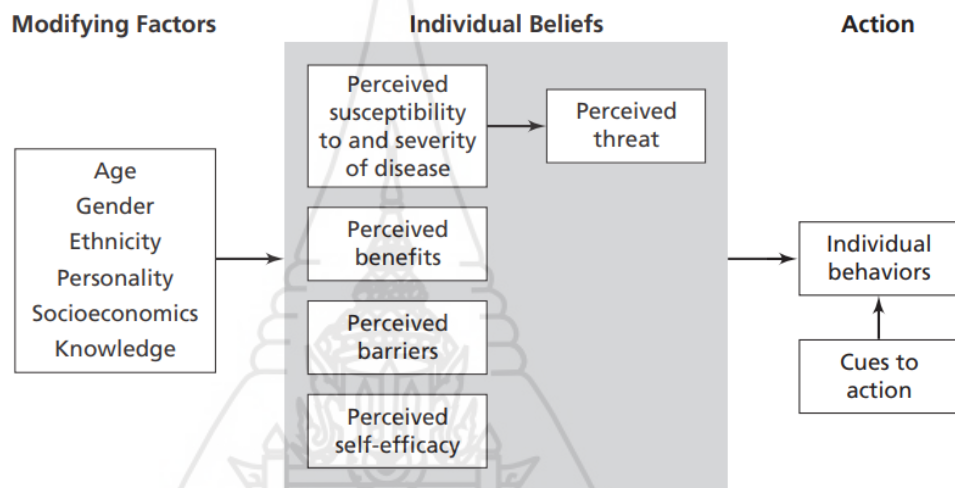 Modifying Factors
Individual Beliefs
Action
Age
Gender
Ethnicity
Personality
Socioeconomics
Knowledge
Perceived
susceptibility
to and severity
of disease
Perceived
threat
Perceived
benefits
Perceived
barriers
Perceived
self-efficacy
Individual
behaviors
Cues to
action